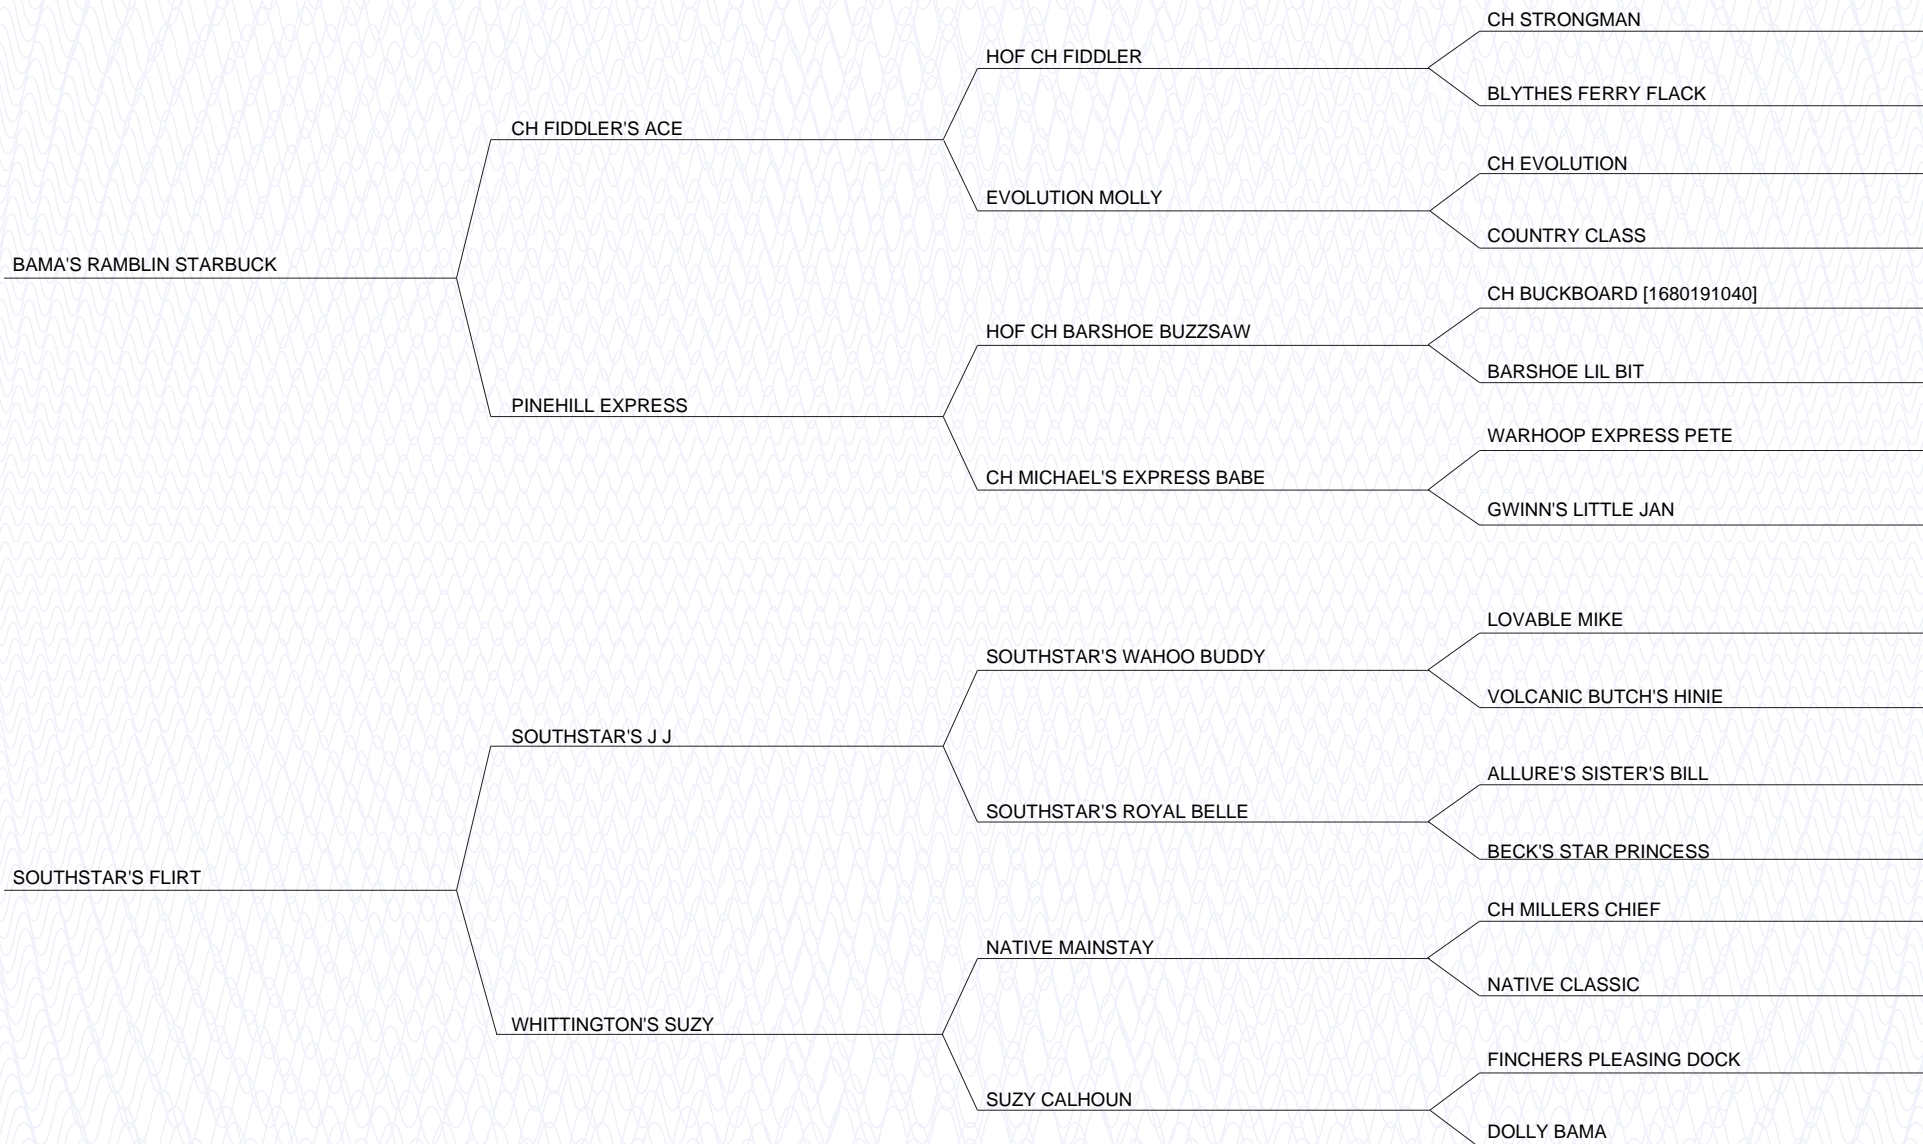 CH STRONGMAN
HOF CH FIDDLER
BLYTHES FERRY FLACK
CH FIDDLER'S ACE
CH EVOLUTION
EVOLUTION MOLLY
COUNTRY CLASS
BAMA'S RAMBLIN STARBUCK
CH BUCKBOARD [1680191040]
HOF CH BARSHOE BUZZSAW
BARSHOE LIL BIT
PINEHILL EXPRESS
WARHOOP EXPRESS PETE
CH MICHAEL'S EXPRESS BABE
GWINN'S LITTLE JAN
LOVABLE MIKE
SOUTHSTAR'S WAHOO BUDDY
VOLCANIC BUTCH'S HINIE
SOUTHSTAR'S J J
ALLURE'S SISTER'S BILL
SOUTHSTAR'S ROYAL BELLE
BECK'S STAR PRINCESS
SOUTHSTAR'S FLIRT
CH MILLERS CHIEF
NATIVE MAINSTAY
NATIVE CLASSIC
WHITTINGTON'S SUZY
FINCHERS PLEASING DOCK
SUZY CALHOUN
DOLLY BAMA